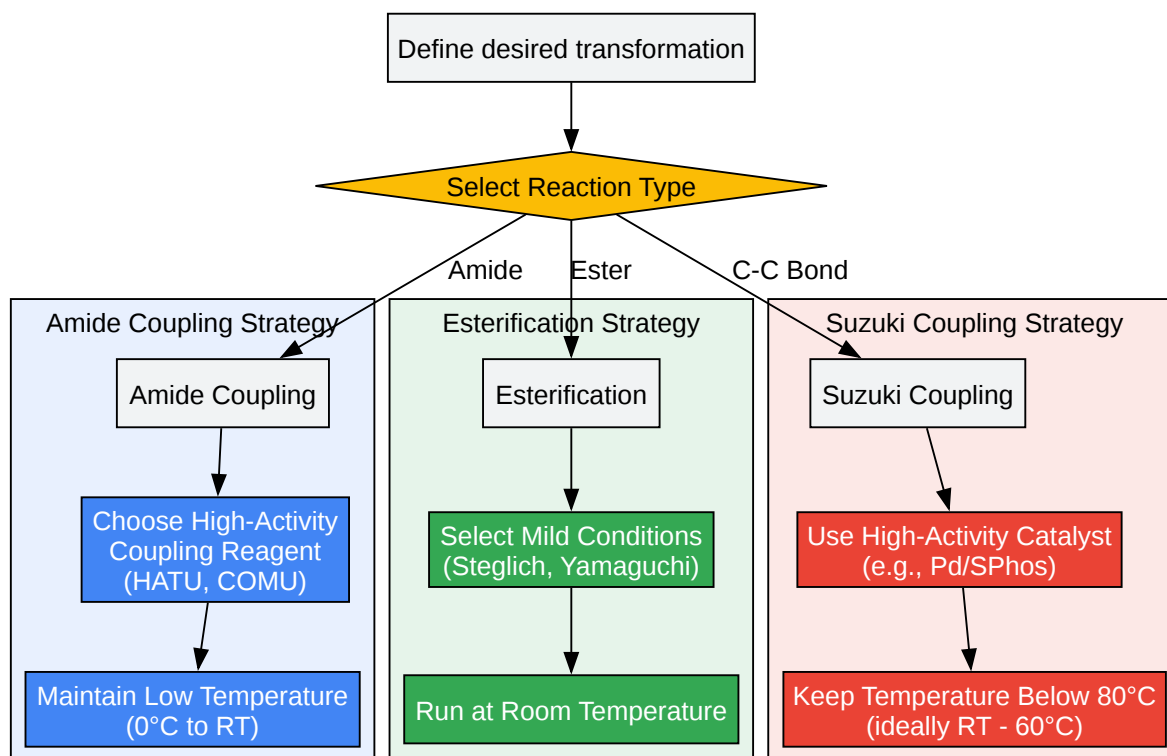 Define desired transformation
Select Reaction Type
Amide
Ester
C-C Bond
Amide Coupling Strategy
Esterification Strategy
Suzuki Coupling Strategy
Amide Coupling
Esterification
Suzuki Coupling
Choose High-Activity
Coupling Reagent
(HATU, COMU)
Select Mild Conditions
(Steglich, Yamaguchi)
Use High-Activity Catalyst
(e.g., Pd/SPhos)
Maintain Low Temperature
(0°C to RT)
Run at Room Temperature
Keep Temperature Below 80°C
(ideally RT - 60°C)